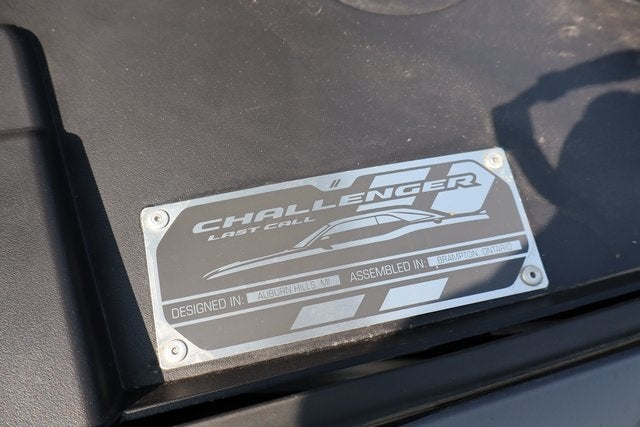 CHALLENGER
LAST CALL
DESIGNED IN: AUBURN HILLS, MI ASSEMBLED IN: BRAMPTON, ONTARIO